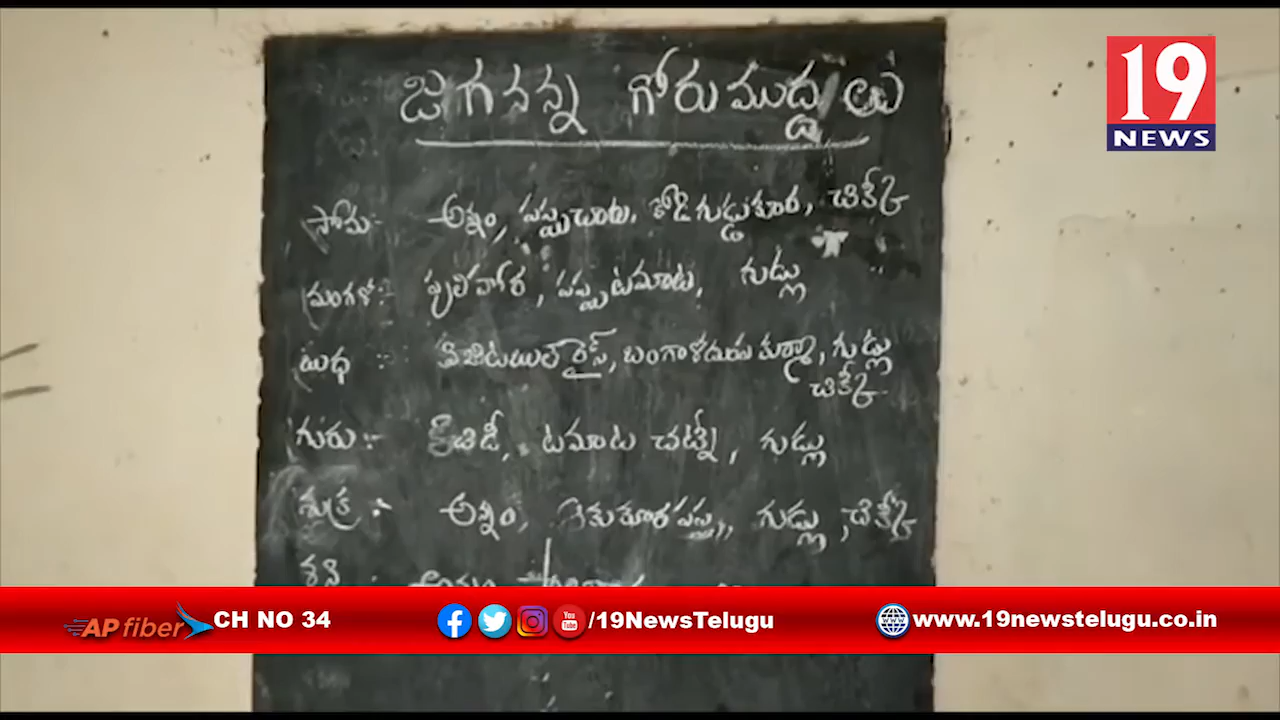 జగనన్న గోరుముద్దలు
19
NEWS
సోమ:- అన్నం, పప్పుచారు, కోడిగుడ్డుకూర, చిక్కీ
మంగళ:- పులిహోర, పప్పుటమాట, గుడ్లు
బుధ :- విజిటబుల్ రైస్, బంగాళదుంప కుర్మా, గుడ్లు
చిక్కీ
గురు:- కిచిడీ, టమాటు చట్నీ, గుడ్లు
శుక్ర :- అన్నం, ఆకుకూరపప్పు, గుడ్లు, చిక్కీ
శని :
AP fiber CH NO 34 /19NewsTelugu www.19newstelugu.co.in